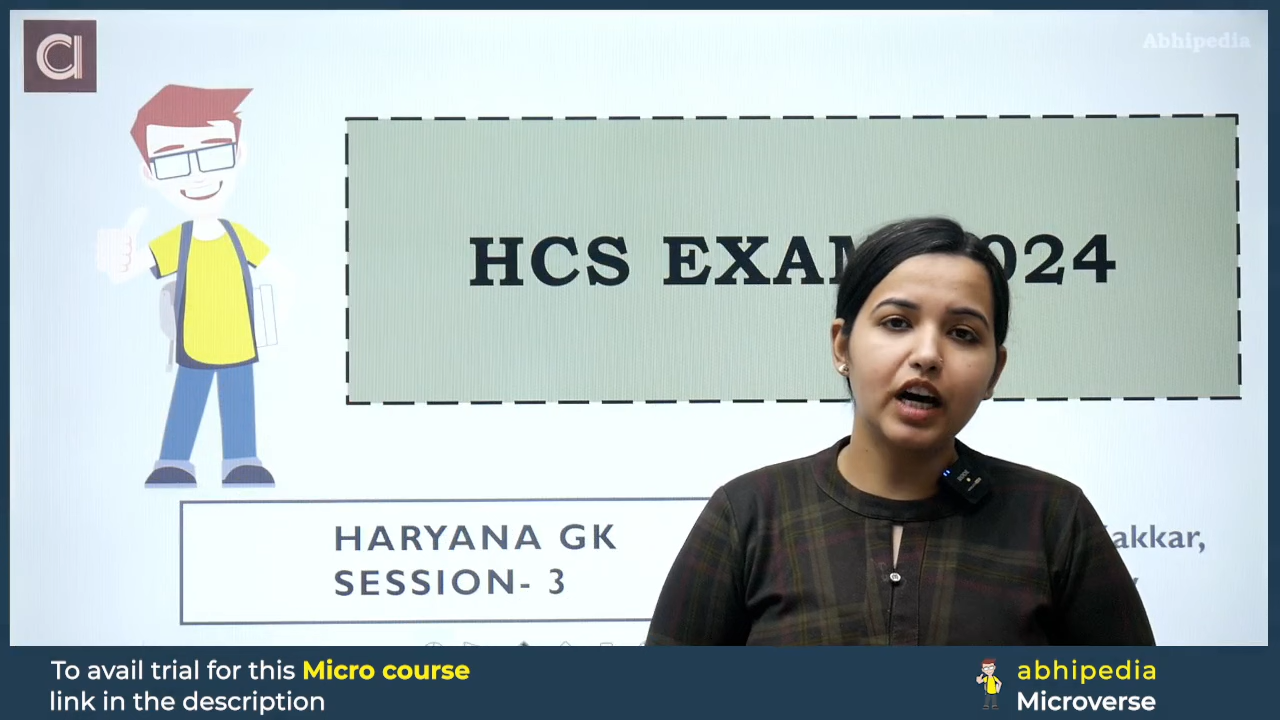 Abhipedia
HCS EXAM 2024
HARYANA GK
SESSION- 3
To avail trial for this Micro course
link in the description
abhipedia
Microverse